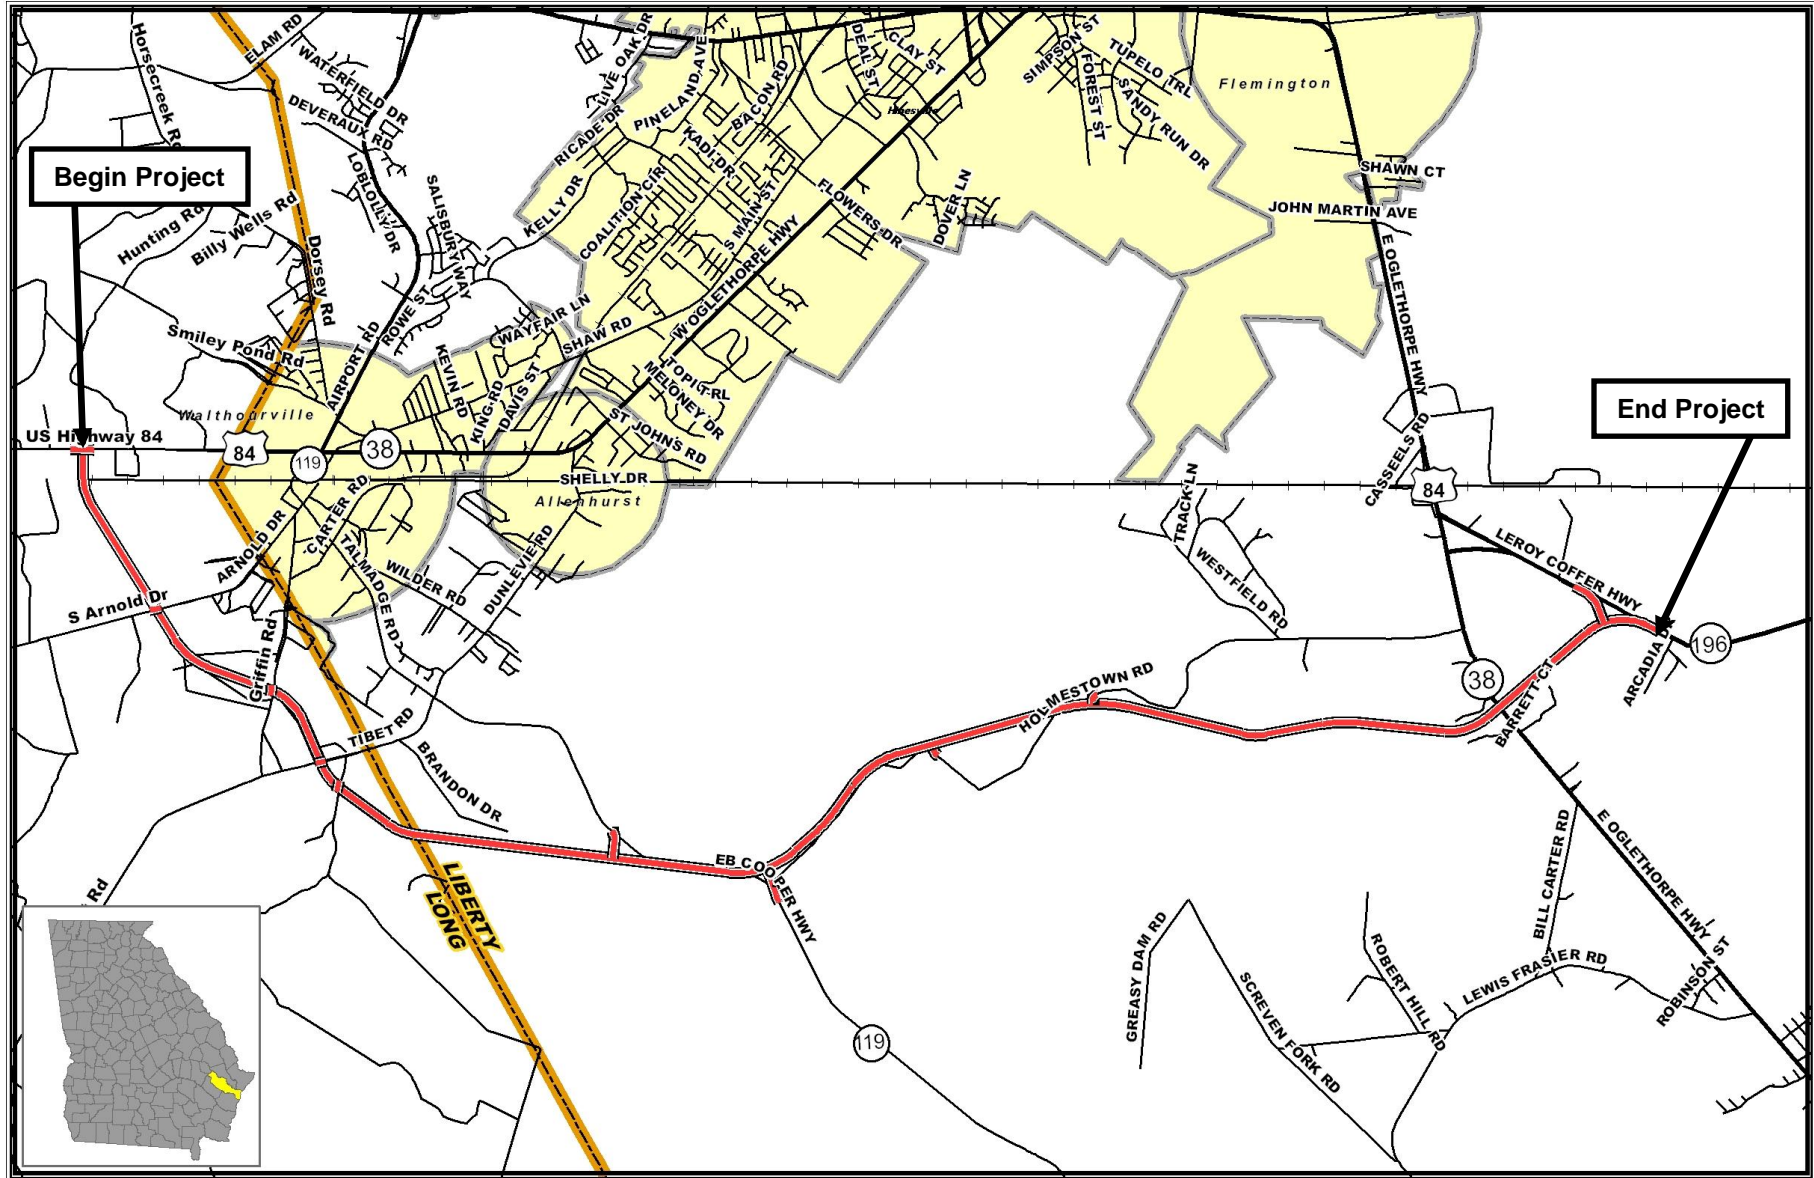 ELAM RD
Horsecreek Rd
WATERFIELD DR
DEVERAUX RD
LIVE OAK DR
PINELAND AVE
BACON RD
DEAL ST
CLAY ST
SIMPSON ST
TUPELO TRL
FOREST ST
SANDY RUN DR
Flemington
Hinesville
RICADE DR
KADI DR
LOBLOLLY DR
SALISBURY WAY
KELLY DR
COALITION CIR
S MAIN ST
FLOWERS DR
DOVER LN
SHAWN CT
JOHN MARTIN AVE
Begin Project
Hunting Rd
Billy Wells Rd
Dorsey Rd
W OGLETHORPE HWY
E OGLETHORPE HWY
ROWE ST
AIRPORT RD
WAYFAIR LN
SHAW RD
Smiley Pond Rd
KEVIN RD
KING RD
DAVIS ST
TOPI TRL
MELONEY DR
ST JOHNS RD
Walthourville
US Highway 84
84
119
38
End Project
CASSEELS RD
84
SHELLY DR
Allenhurst
CARTER RD
ARNOLD DR
TALMADGE RD
WILDER RD
DUNLEVIE RD
TRACK LN
WESTFIELD RD
LEROY COFFER HWY
S Arnold Dr
Griffin Rd
196
ARCADIA DR
38
BARRETT CT
HOLMESTOWN RD
TIBET RD
BRANDON DR
EB COOPER HWY
LIBERTY
LONG
E OGLETHORPE HWY
BILL CARTER RD
Rd
GREASY DAM RD
SCREVEN FORK RD
ROBERT HILL RD
LEWIS FRASIER RD
ROBINSON ST
119